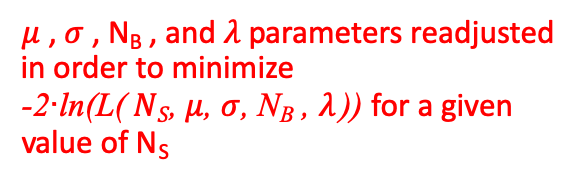 μ , σ , N_B , and λ parameters readjusted
in order to minimize
-2·ln(L( N_S, μ, σ, N_B , λ)) for a given
value of N_S